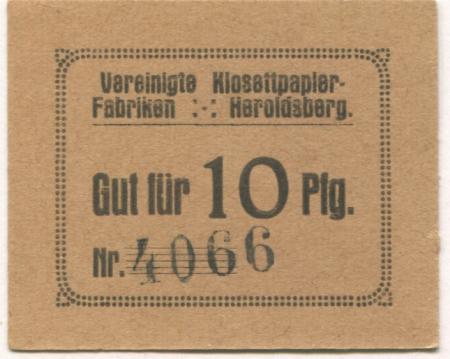 Vereinigte Klosettpapier-
Fabriken :-: Heroldsberg.
Gut für 10 Pfg.
Nr. 4066